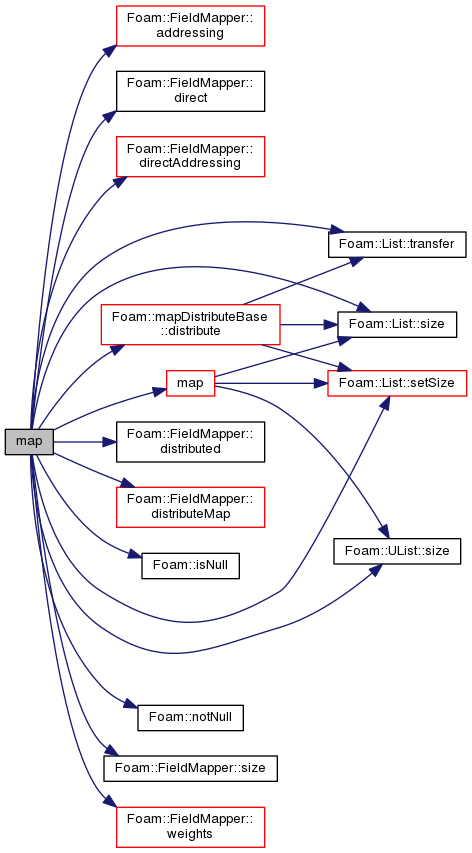 Foam::FieldMapper::
addressing
Foam::FieldMapper::
direct
Foam::FieldMapper::
directAddressing
Foam::List::transfer
Foam::mapDistributeBase
::distribute
Foam::List::size
map
Foam::List::setSize
map
Foam::FieldMapper::
distributed
Foam::FieldMapper::
distributeMap
Foam::UList::size
Foam::isNull
Foam::notNull
Foam::FieldMapper::size
Foam::FieldMapper::
weights